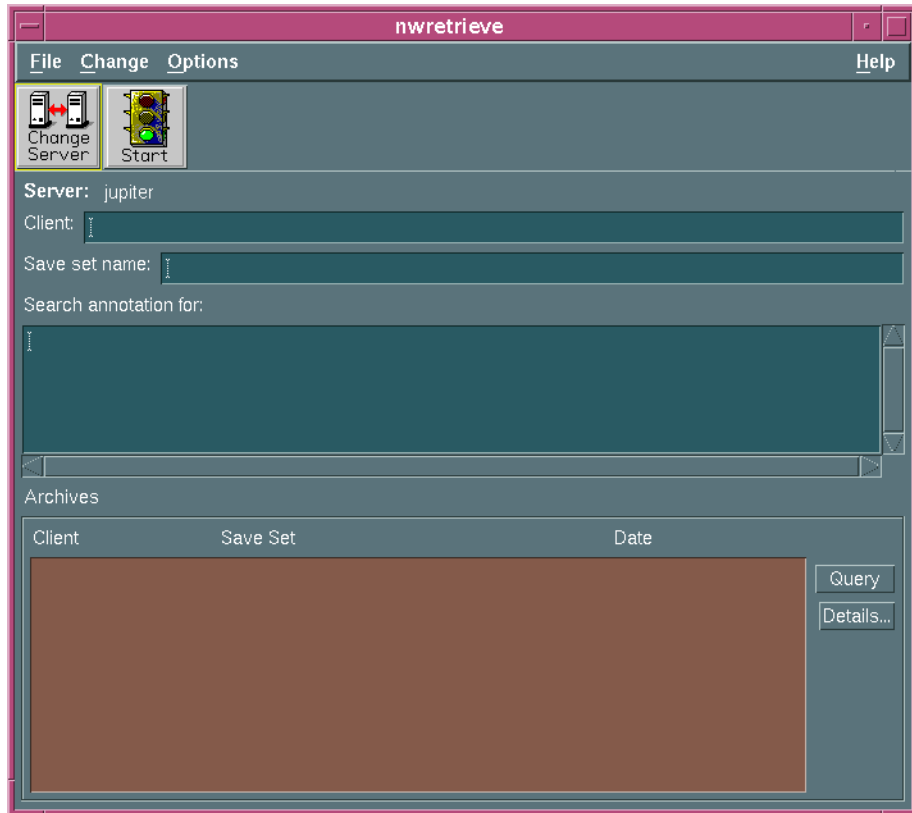 nwretrieve
File Change Options Help
Change Server Start
Server: jupiter
Client:
Save set name:
Search annotation for:
Archives
Client Save Set Date
Query
Details...